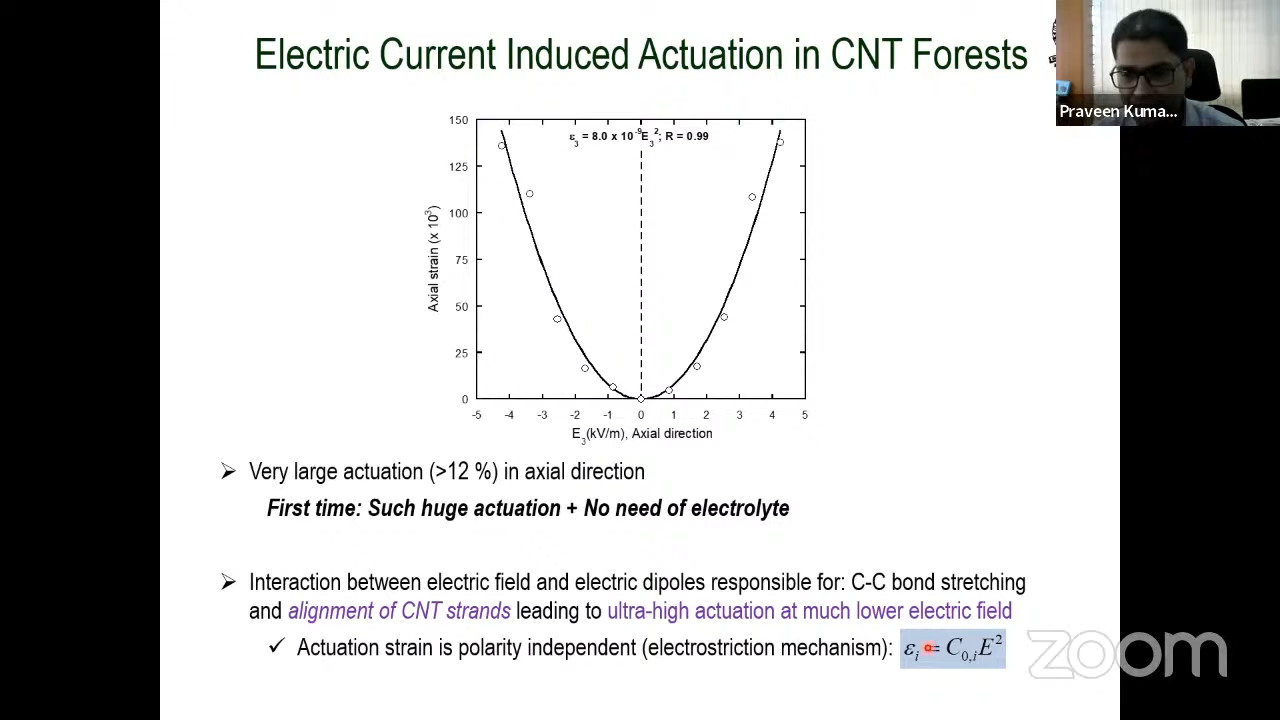 Electric Current Induced Actuation in CNT Forests
Praveen Kuma...
ε₃ = 8.0 x 10⁻⁹E₃²; R = 0.99
Axial strain (x 10³)
150
125
100
75
50
25
0
-5 -4 -3 -2 -1 0 1 2 3 4 5
E₃(kV/m), Axial direction
➢ Very large actuation (>12 %) in axial direction
First time: Such huge actuation + No need of electrolyte
➢ Interaction between electric field and electric dipoles responsible for: C-C bond stretching
and alignment of CNT strands leading to ultra-high actuation at much lower electric field
✓ Actuation strain is polarity independent (electrostriction mechanism): εᵢ = C₀,ᵢE²
zoom